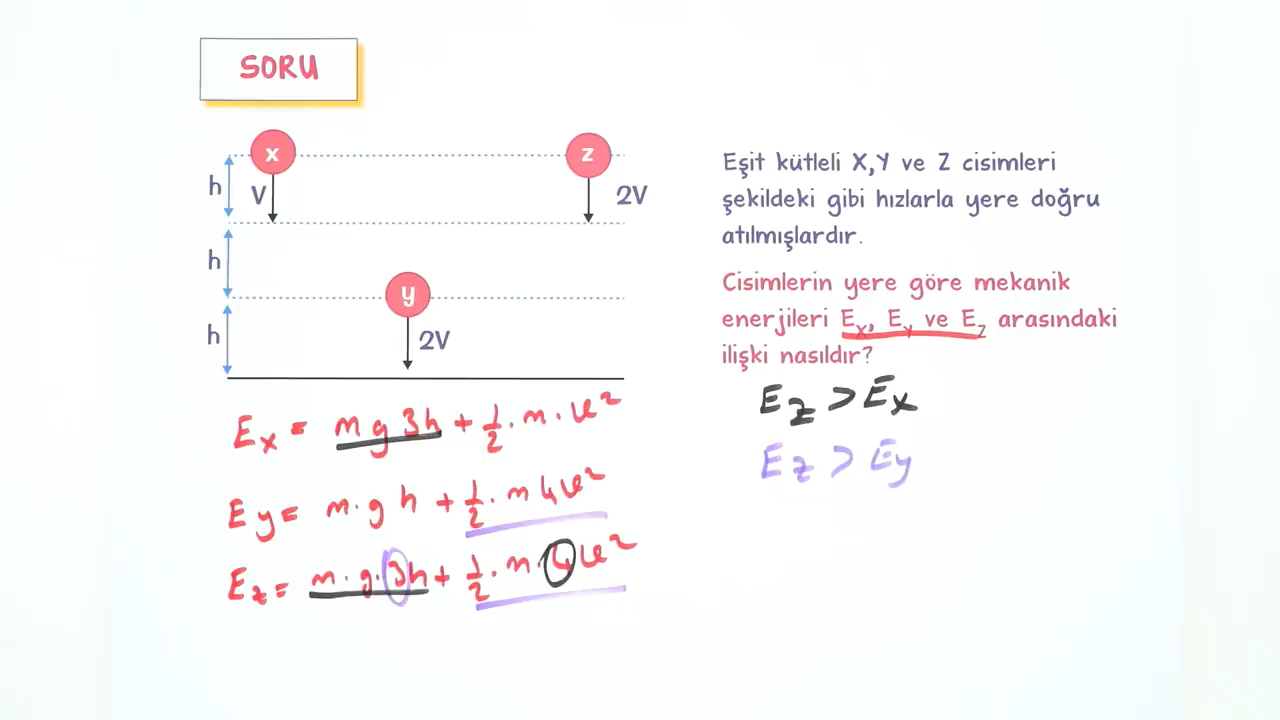 SORU
x
z
h
V
2V
h
y
h
2V
Eşit kütleli X,Y ve Z cisimleri
şekildeki gibi hızlarla yere doğru
atılmışlardır.
Cisimlerin yere göre mekanik
enerjileri Ex, Ey ve Ez arasındaki
ilişki nasıldır?
Ez > Ex
Ez > Ey
Ex = mg3h + 1/2 · m · v²
Ey = m·gh + 1/2 · m4v²
Ez = m·g·3h + 1/2 · m·4v²